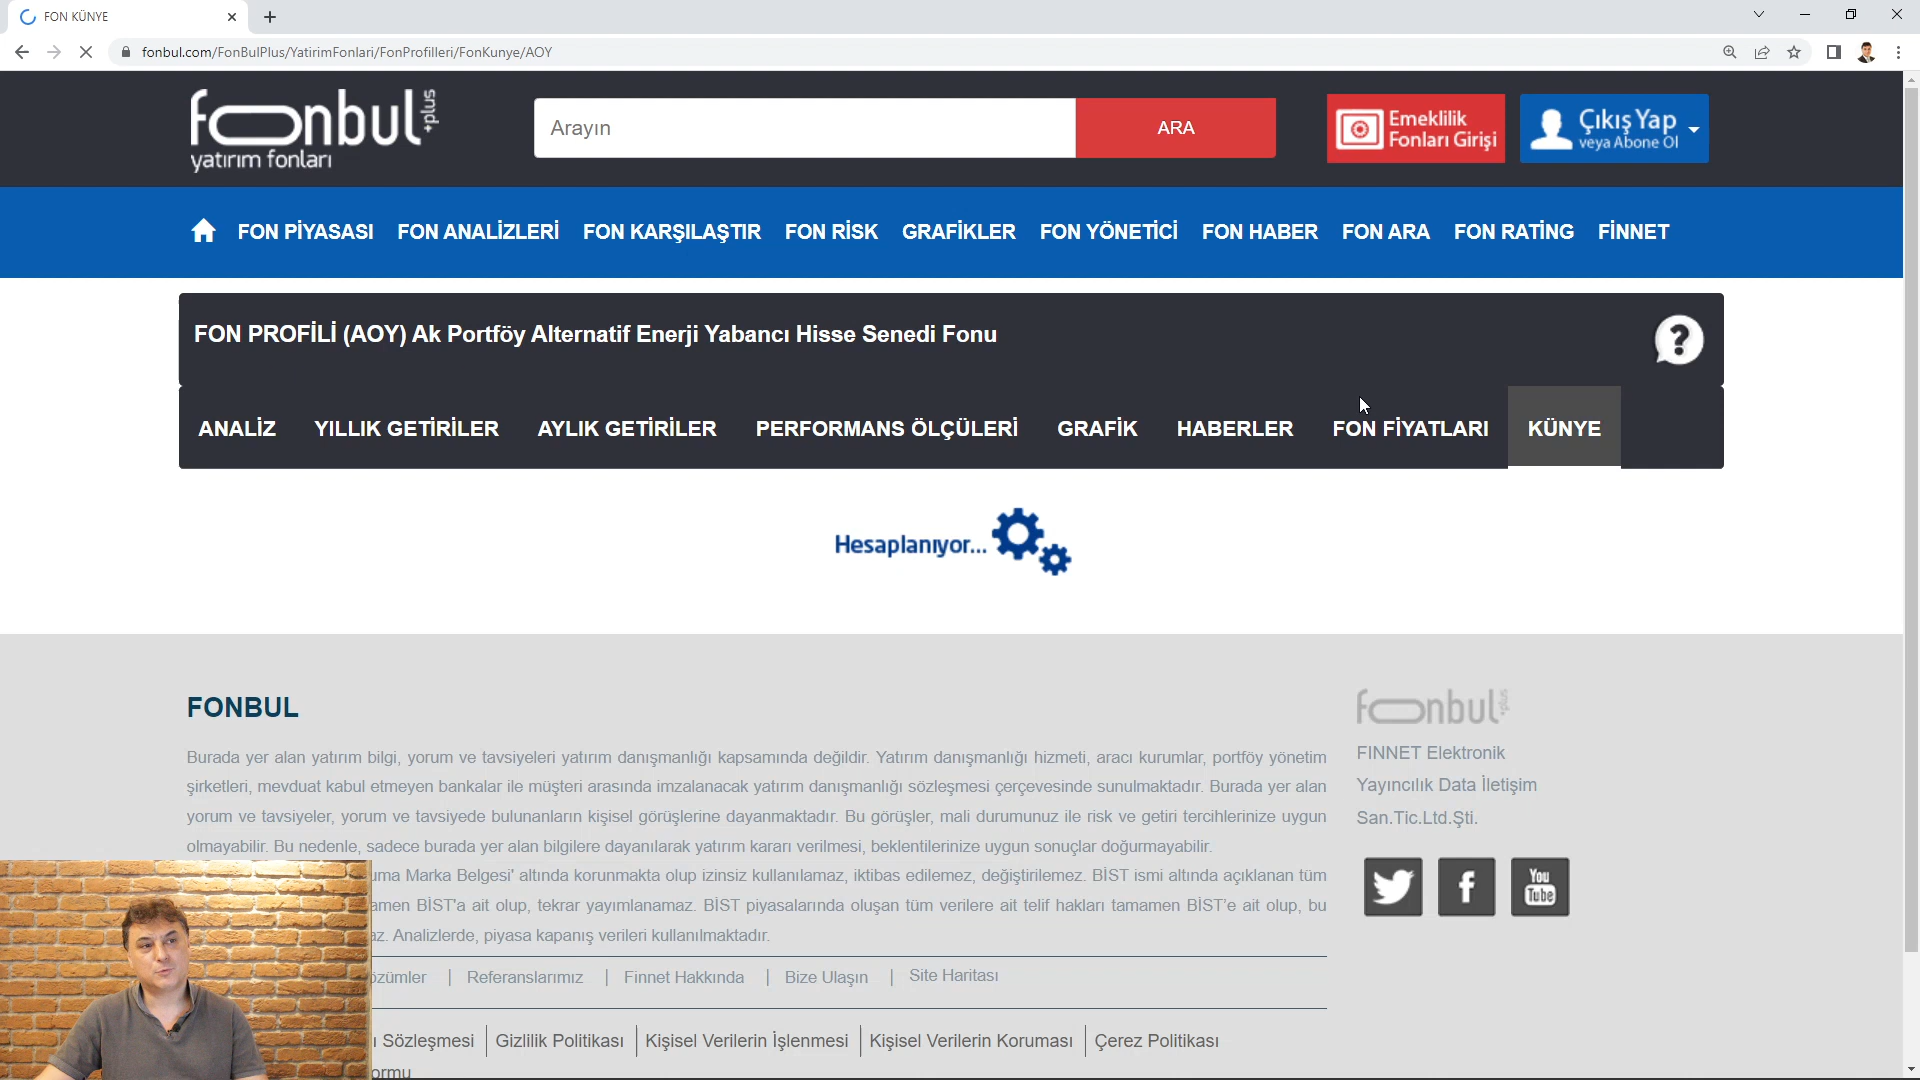 FON KÜNYE
fonbul.com/FonBulPlus/YatirimFonlari/FonProfilleri/FonKunye/AOY
fonbul+plus
yatırım fonları
Arayın
ARA
Emeklilik
Fonları Girişi
Çıkış Yap
veya Abone Ol
FON PİYASASI FON ANALİZLERİ FON KARŞILAŞTIR FON RİSK GRAFİKLER FON YÖNETİCİ FON HABER FON ARA FON RATİNG FİNNET
FON PROFİLİ (AOY) Ak Portföy Alternatif Enerji Yabancı Hisse Senedi Fonu
?
ANALİZ YILLIK GETİRİLER AYLIK GETİRİLER PERFORMANS ÖLÇÜLERİ GRAFİK HABERLER FON FİYATLARI KÜNYE
Hesaplanıyor...
FONBUL
Burada yer alan yatırım bilgi, yorum ve tavsiyeleri yatırım danışmanlığı kapsamında değildir. Yatırım danışmanlığı hizmeti, aracı kurumlar, portföy yönetim
şirketleri, mevduat kabul etmeyen bankalar ile müşteri arasında imzalanacak yatırım danışmanlığı sözleşmesi çerçevesinde sunulmaktadır. Burada yer alan
yorum ve tavsiyeler, yorum ve tavsiyede bulunanların kişisel görüşlerine dayanmaktadır. Bu görüşler, mali durumunuz ile risk ve getiri tercihlerinize uygun
olmayabilir. Bu nedenle, sadece burada yer alan bilgilere dayanılarak yatırım kararı verilmesi, beklentilerinize uygun sonuçlar doğurmayabilir.
uma Marka Belgesi' altında korunmakta olup izinsiz kullanılamaz, iktibas edilemez, değiştirilemez. BİST ismi altında açıklanan tüm
amen BİST'a ait olup, tekrar yayımlanamaz. BİST piyasalarında oluşan tüm verilere ait telif hakları tamamen BİST'e ait olup, bu
az. Analizlerde, piyasa kapanış verileri kullanılmaktadır.
özümler | Referanslarımız | Finnet Hakkında | Bize Ulaşın | Site Haritası
ı Sözleşmesi | Gizlilik Politikası | Kişisel Verilerin İşlenmesi | Kişisel Verilerin Koruması | Çerez Politikası
ormu
fonbul+plus
FINNET Elektronik
Yayıncılık Data İletişim
San.Tic.Ltd.Şti.
f
You
Tube